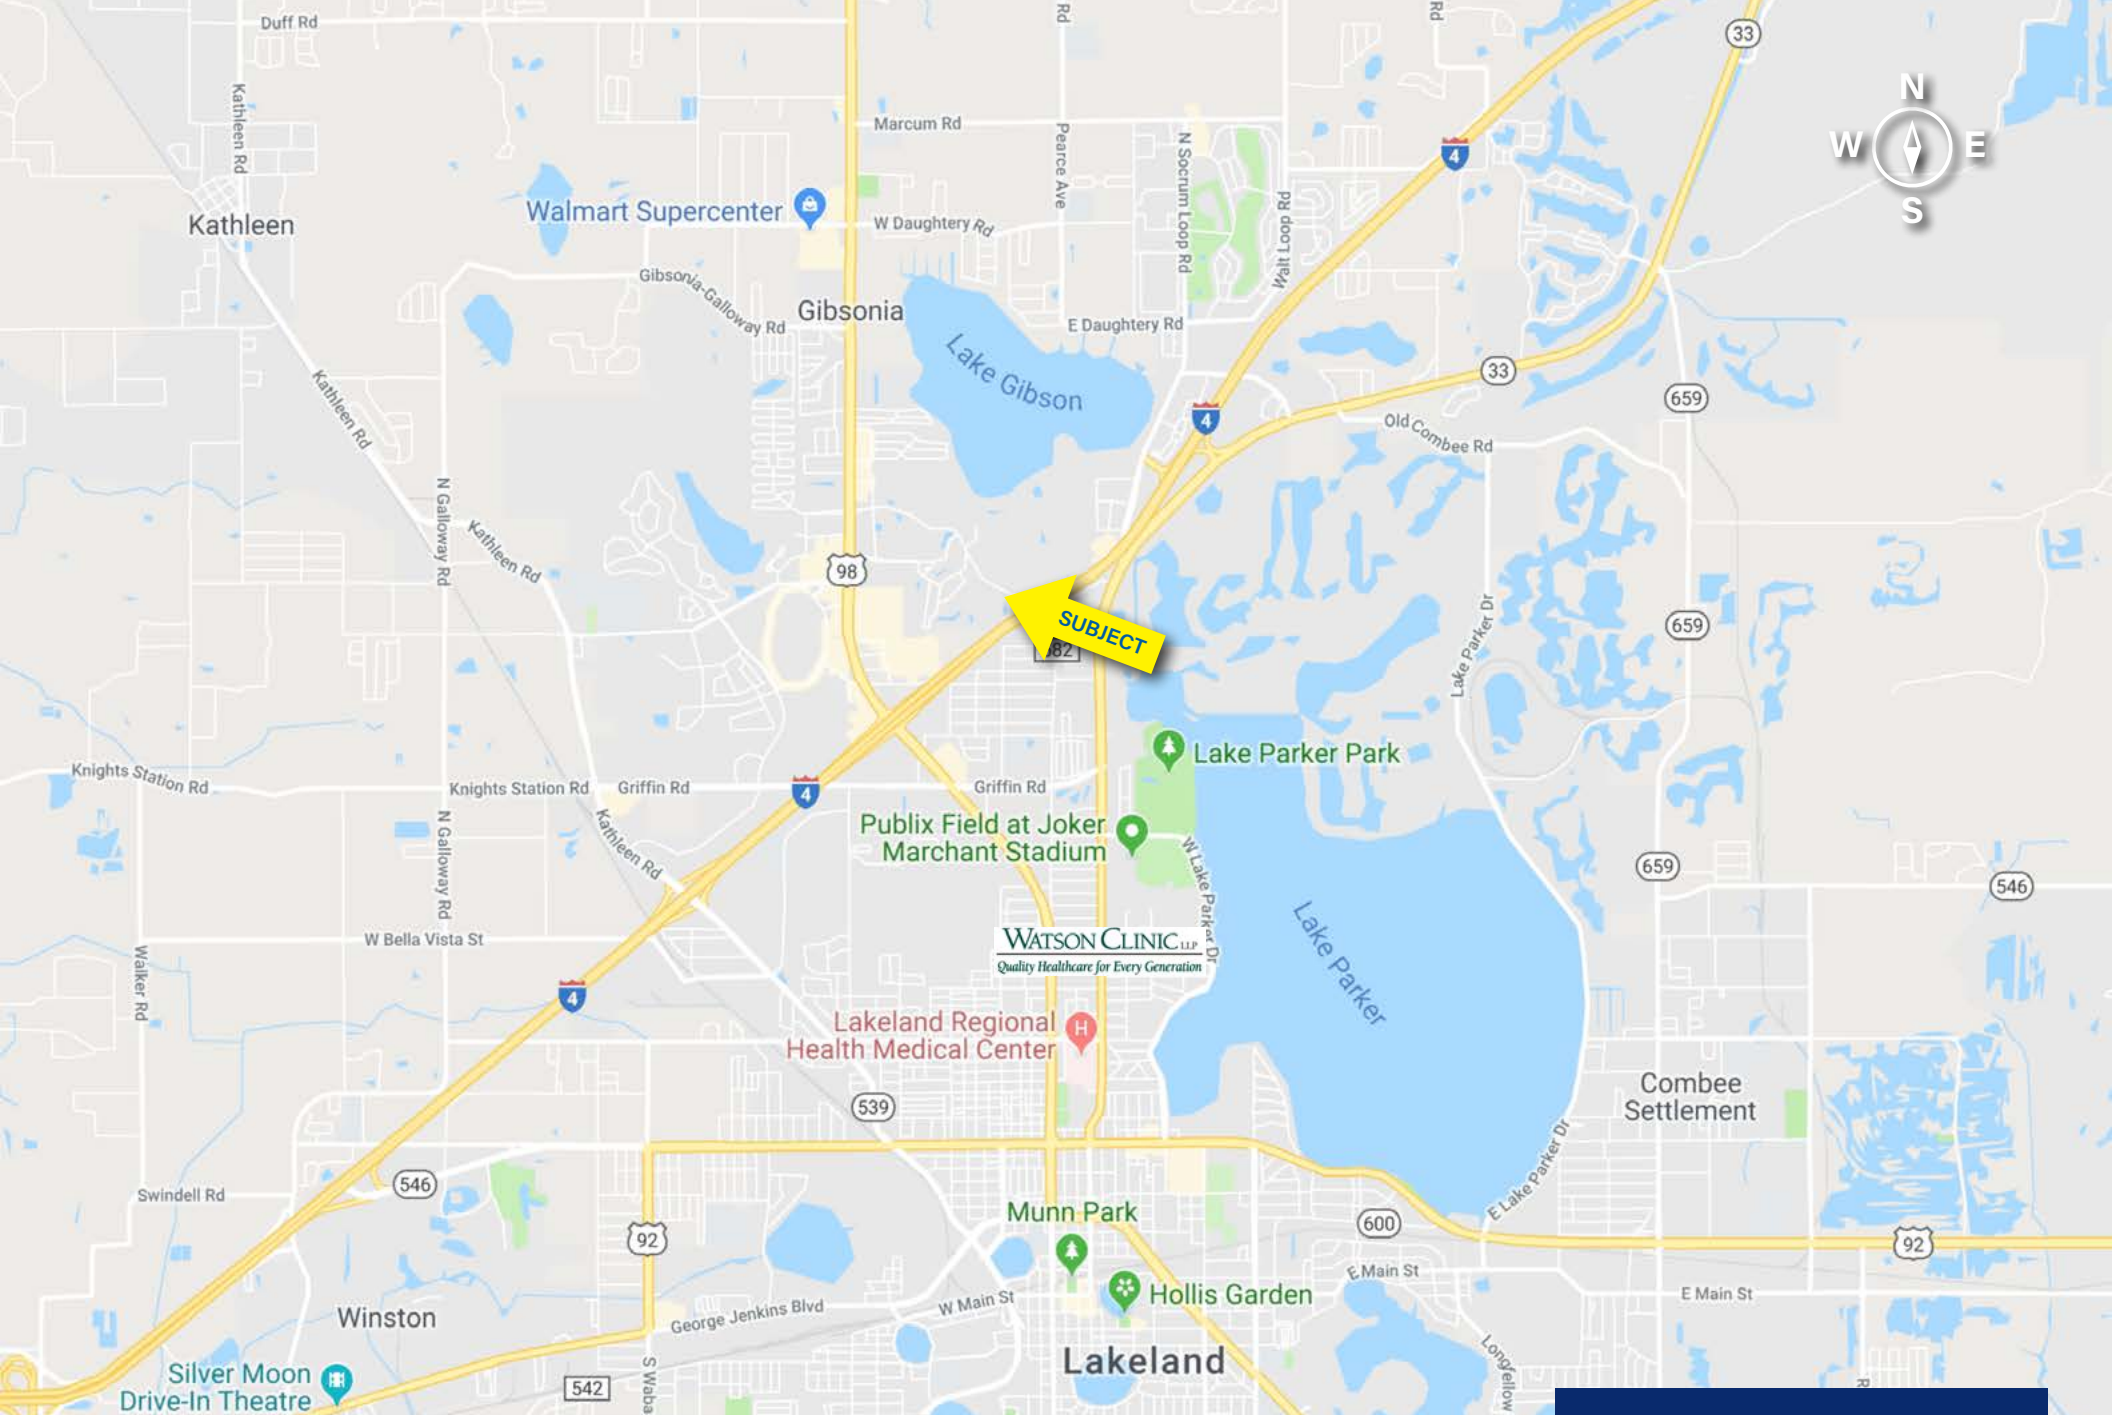 Duff Rd
Rd
Rd
33
N
W
E
S
Kathleen Rd
Marcum Rd
Pearce Ave
N Socrum Loop Rd
4
Walmart Supercenter
W Daughtery Rd
Walt Loop Rd
Kathleen
Gibsonia-Galloway Rd
Gibsonia
E Daughtery Rd
Lake Gibson
33
659
Kathleen Rd
4
Old Combee Rd
N Galloway Rd
Kathleen Rd
98
SUBJECT
82
Lake Parker Dr
659
Lake Parker Park
Knights Station Rd
Knights Station Rd
Griffin Rd
4
Griffin Rd
Publix Field at Joker
Marchant Stadium
Kathleen Rd
N Galloway Rd
W Lake Parker Dr
659
546
W Bella Vista St
WATSON CLINIC LLP
Quality Healthcare for Every Generation
Lake Parker
Walker Rd
4
Lakeland Regional
Health Medical Center
H
539
Combee
Settlement
E Lake Parker Dr
546
Swindell Rd
Munn Park
600
92
92
E Main St
Hollis Garden
E Main St
W Main St
George Jenkins Blvd
Winston
Lakeland
Longfellow
Silver Moon
Drive-In Theatre
542
S Waba
R